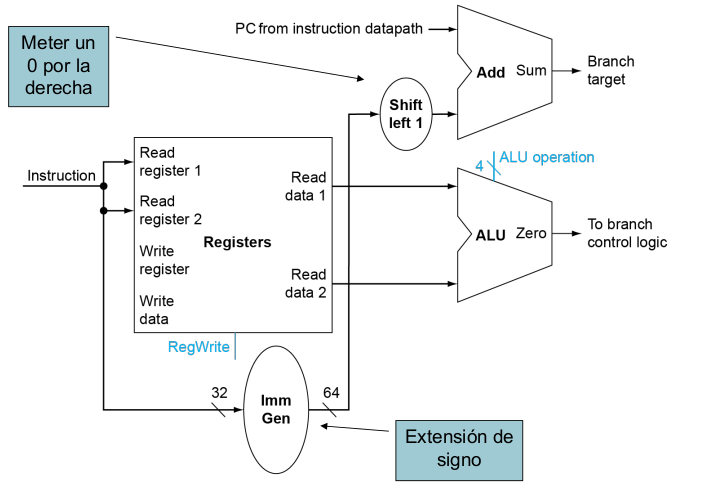 Meter un
0 por la
derecha
PC from instruction datapath
Add
Sum
Branch
target
Shift
left 1
Instruction
Read
register 1
Read
register 2
Write
register
Write
data
Registers
Read
data 1
Read
data 2
RegWrite
4
ALU operation
ALU
Zero
To branch
control logic
32
Imm
Gen
64
Extensión de
signo